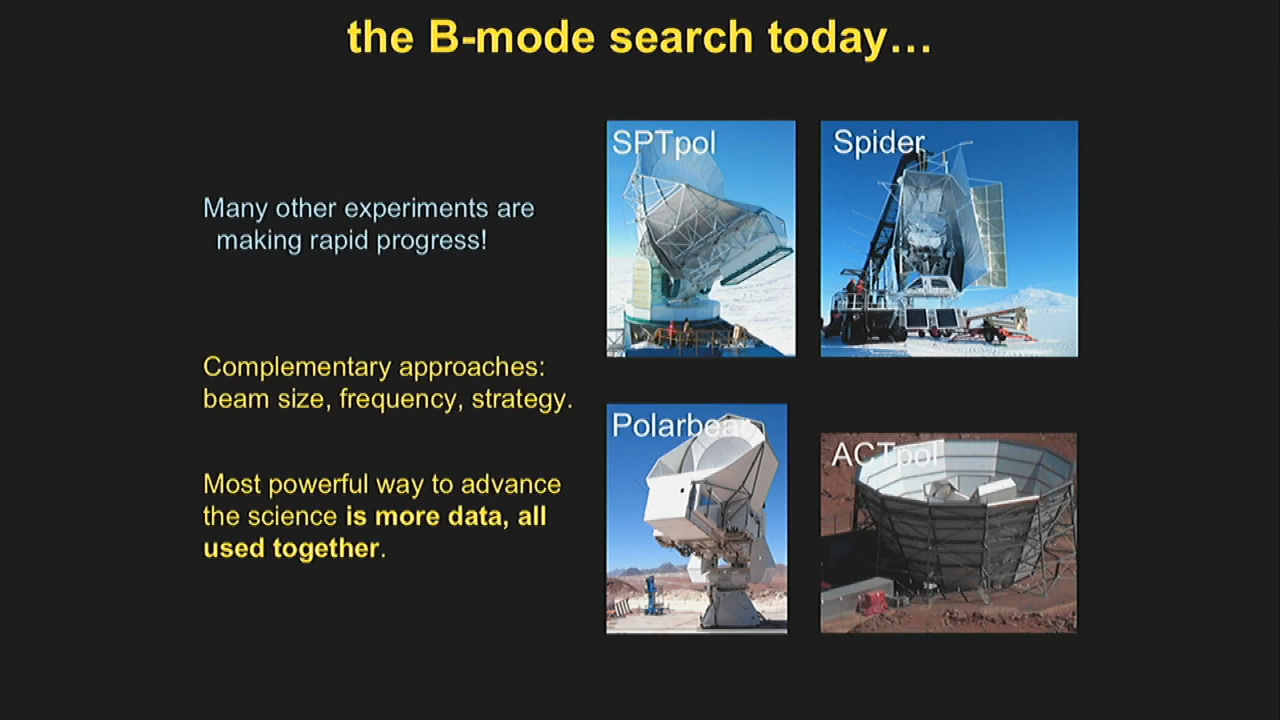 the B-mode search today…
Many other experiments are
making rapid progress!
Complementary approaches:
beam size, frequency, strategy.
Most powerful way to advance
the science is more data, all
used together.
SPTpol
Spider
Polarbear
ACTpol